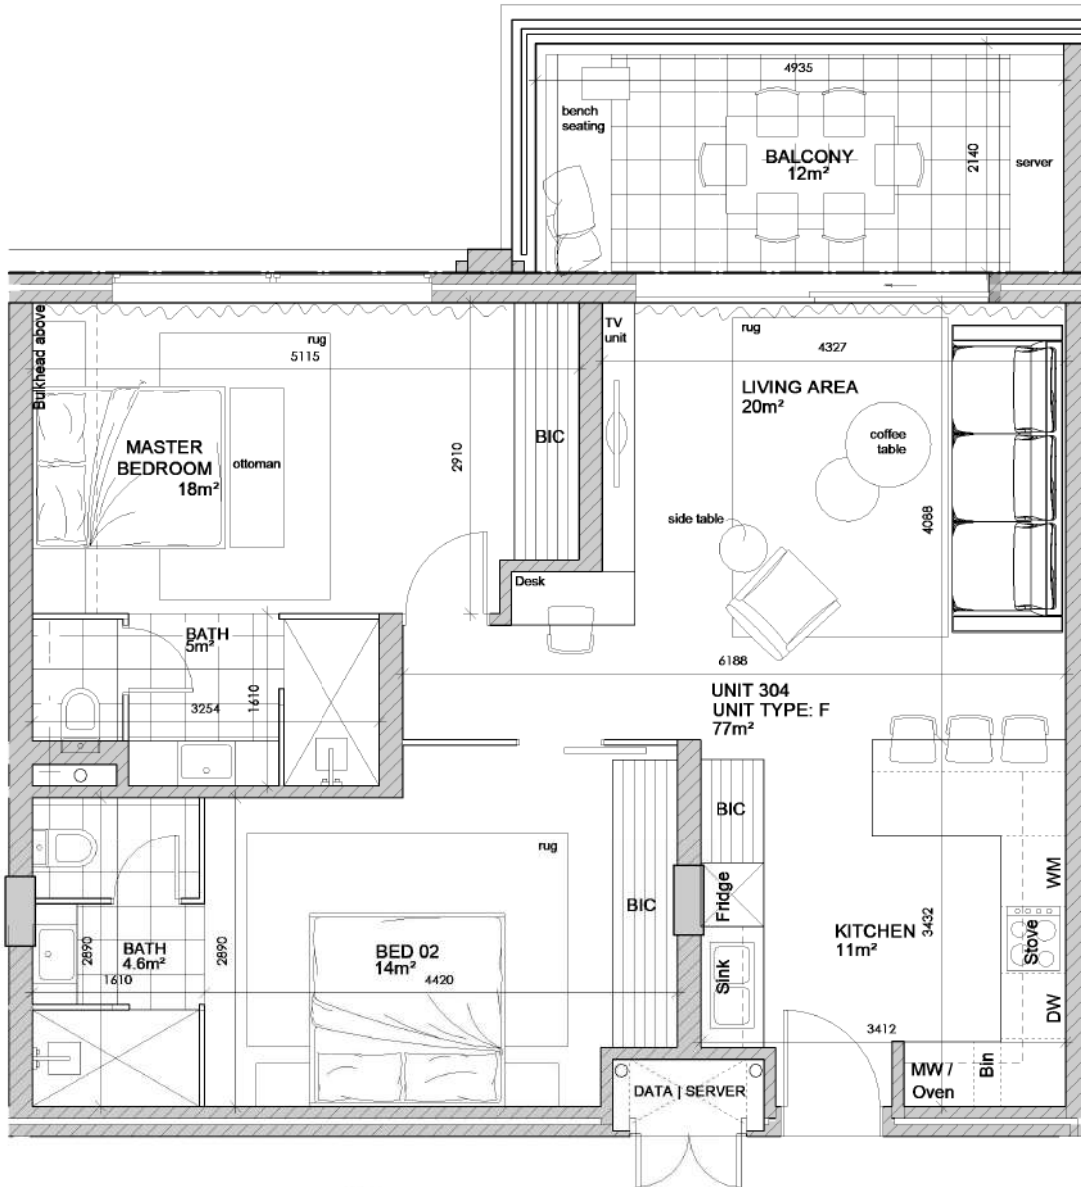 4935
bench
seating
BALCONY
12m²
2140
server
Bulkhead above
rug
5115
TV
unit
rug
4327
LIVING AREA
20m²
MASTER
BEDROOM
18m²
ottoman
2910
BIC
coffee
table
4088
side table
Desk
BATH
5m²
3254
1610
6188
UNIT 304
UNIT TYPE: F
77m²
rug
BIC
BIC
Fridge
WM
KITCHEN
11m²
3432
Stove
BATH
4.6m²
2890
1610
2890
BED 02
14m²
4420
Sink
DW
3412
MW /
Oven
Bin
DATA | SERVER